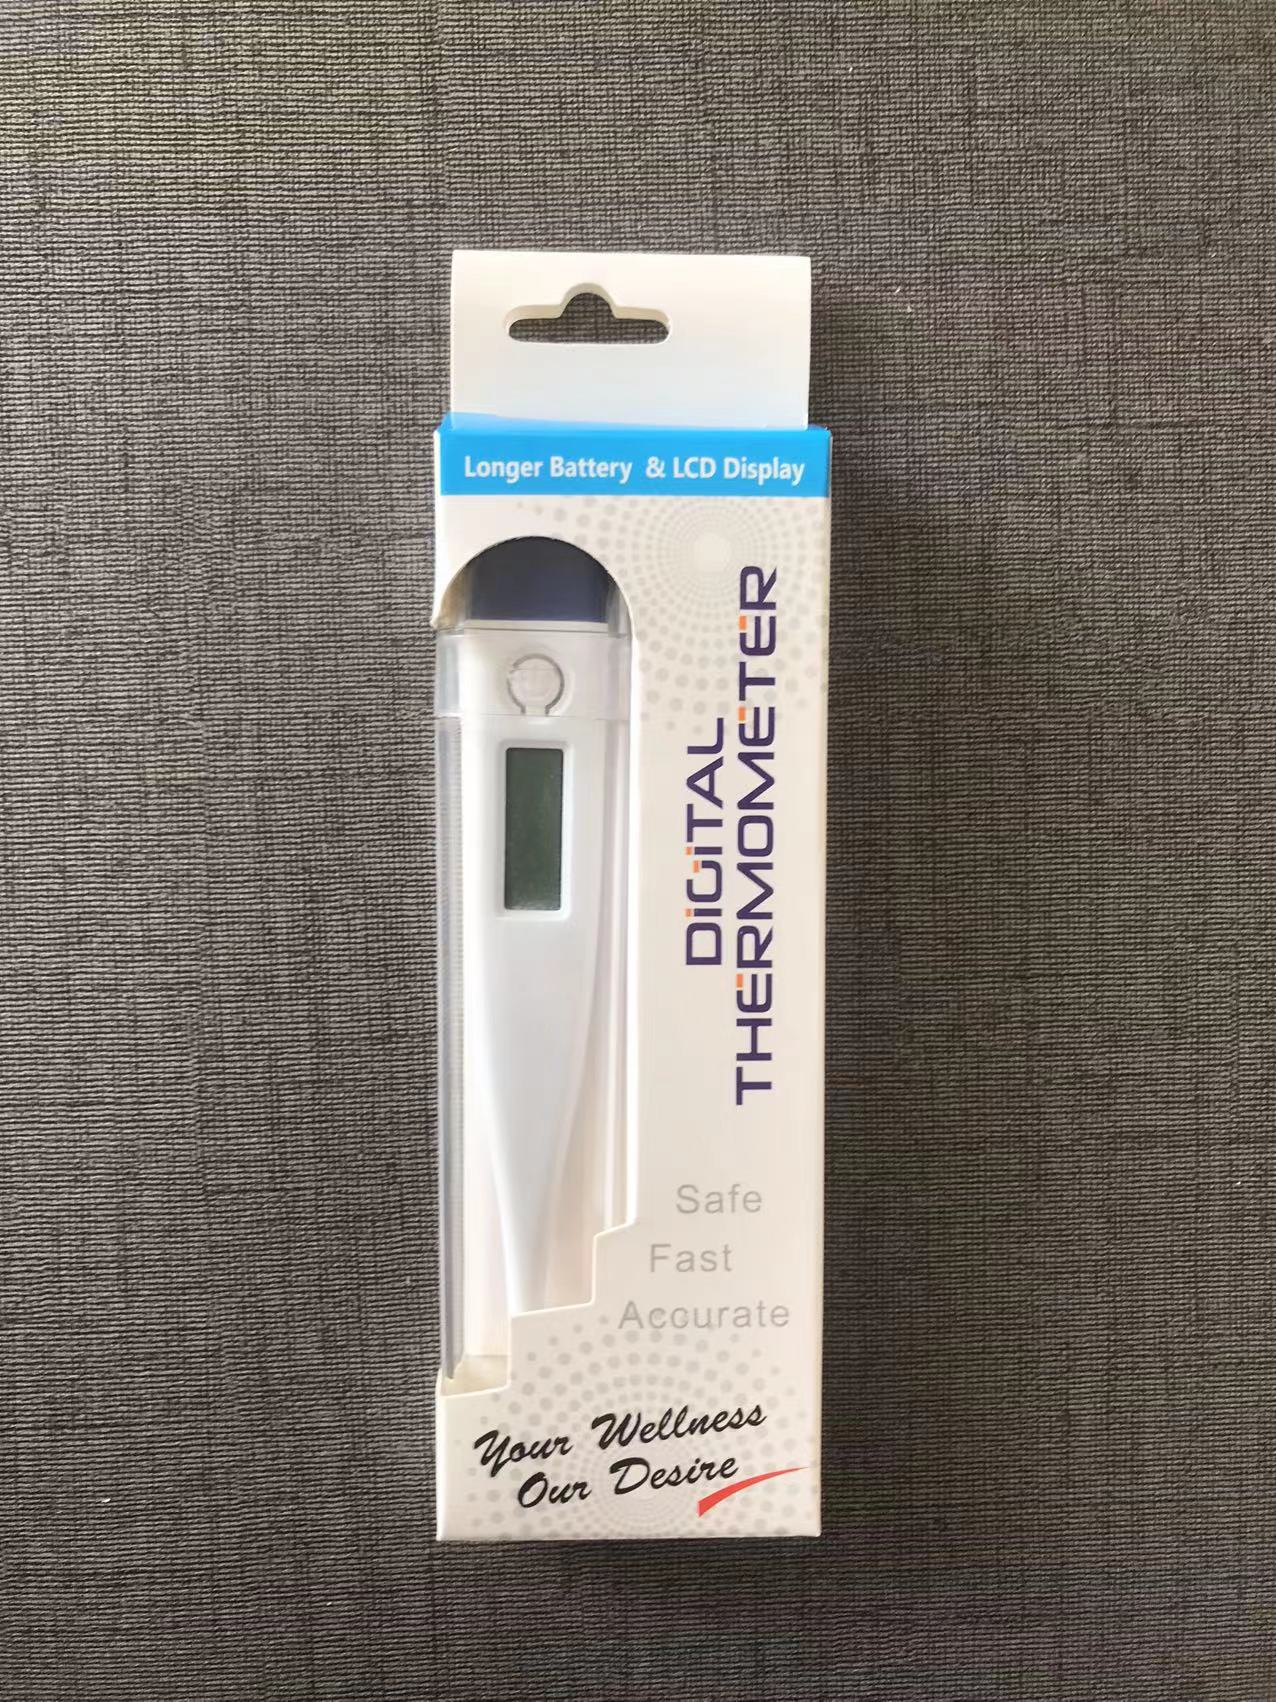 Longer Battery & LCD Display
DIGITAL
THERMOMETER
Safe
Fast
Accurate
Your Wellness
Our Desire